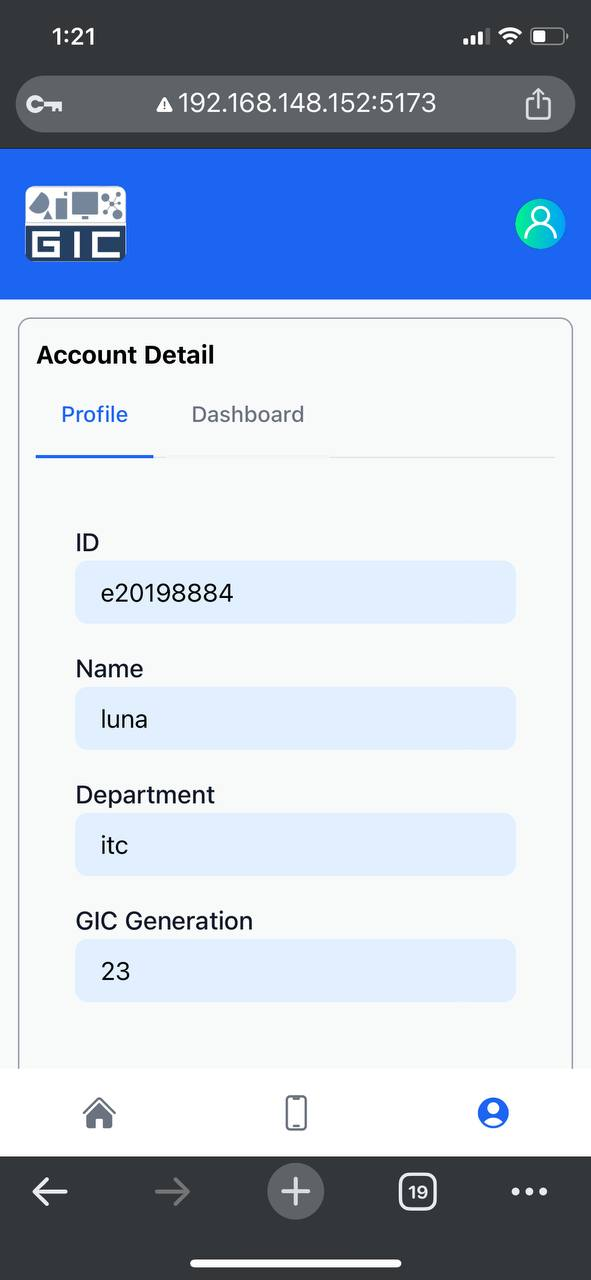 1:21
192.168.148.152:5173
GIC
Account Detail
Profile Dashboard
ID
e20198884
Name
luna
Department
itc
GIC Generation
23
19